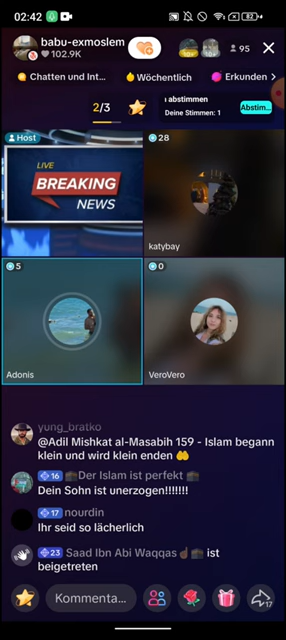 02:42
82
babu-exmoslem
102.9K
10+
10+
95
Chatten und Int...
Wöchentlich
Erkunden
2/3
abstimmen
Deine Stimmen: 1
Abstim...
Host
LIVE
BREAKING
NEWS
28
katybay
5
Adonis
0
VeroVero
yung_bratko
@Adil Mishkat al-Masabih 159 - Islam begann
klein und wird klein enden 🤲
16 🕋Der Islam ist perfekt 🕋
Dein Sohn ist unerzogen!!!!!!!
17 nourdin
Ihr seid so lächerlich
23 Saad Ibn Abi Waqqas☝🏾🕋 ist
beigetreten
Kommenta...
17